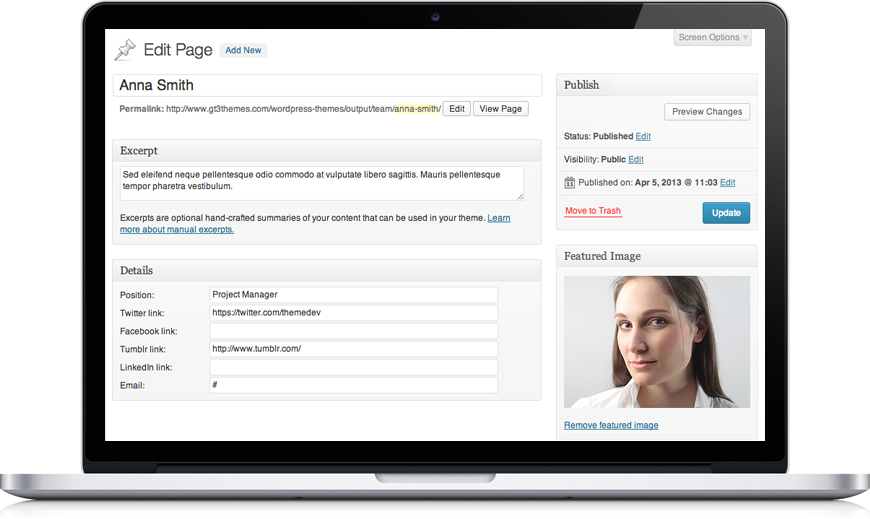 Screen Options
Edit Page Add New
Anna Smith
Permalink: http://www.gt3themes.com/wordpress-themes/output/team/anna-smith/ Edit View Page
Excerpt
Sed eleifend neque pellentesque odio commodo at vulputate libero sagittis. Mauris pellentesque
tempor pharetra vestibulum.
Excerpts are optional hand-crafted summaries of your content that can be used in your theme. Learn
more about manual excerpts.
Details
Position: Project Manager
Twitter link: https://twitter.com/themedev
Facebook link:
Tumblr link: http://www.tumblr.com/
LinkedIn link:
Email: #
Publish
Preview Changes
Status: Published Edit
Visibility: Public Edit
11 Published on: Apr 5, 2013 @ 11:03 Edit
Move to Trash Update
Featured Image
Remove featured image